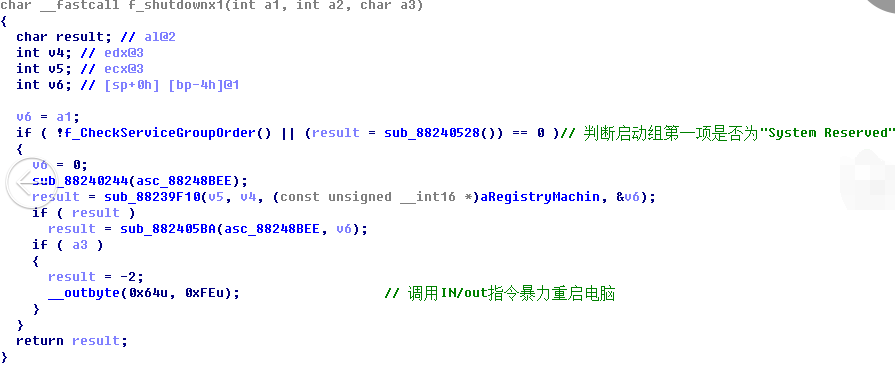 char __fastcall f_shutdownx1(int a1, int a2, char a3)
{
char result; // al@2
int v4; // edx@3
int v5; // ecx@3
int v6; // [sp+0h] [bp-4h]@1
v6 = a1;
if ( !f_CheckServiceGroupOrder() || (result = sub_88240528()) == 0 )// 判断启动组第一项是否为"System Reserved"
{
v6 = 0;
sub_88240244(asc_88248BEE);
result = sub_88239F10(v5, v4, (const unsigned __int16 *)aRegistryMachin, &v6);
if ( result )
result = sub_882405BA(asc_88248BEE, v6);
if ( a3 )
{
result = -2;
__outbyte(0x64u, 0xFEu); // 调用IN/out指令暴力重启电脑
}
}
return result;
}